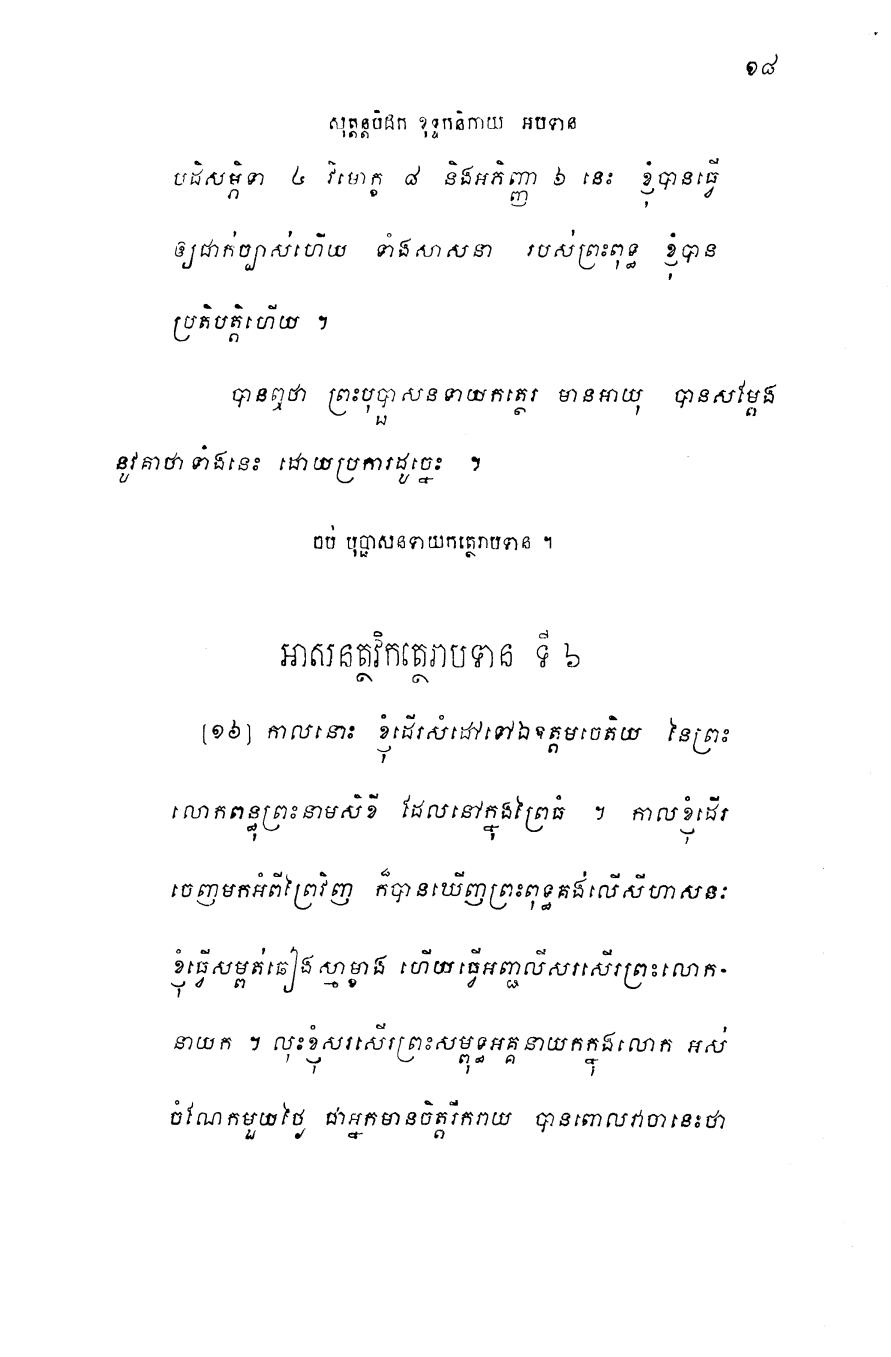 ១៨
សុត្តន្តបិដក ខុទ្ទកនិកាយ អបទាន
បដិសម្ភិទា ៤ វិមោក្ខ ៨ និងអភិញ្ញា ៦ នេះ ខ្ញុំបានធ្វើ
ឲ្យជាក់ច្បាស់ហើយ ទាំងសាសនា របស់ព្រះពុទ្ធ ខ្ញុំបាន
ប្រតិបត្តិហើយ ។
បានឮថា ព្រះបុប្ផាសនទាយកត្ថេរ មានអាយុ បានសម្ដែង
នូវគាថាទាំងនេះ ដោយប្រការដូច្នេះ ។
ចប់ បុប្ផាសនទាយកត្ថេរាបទាន ។
អាសនត្ថវិកត្ថេរាបទាន ទី ៦
[១៦] កាលនោះ ខ្ញុំដើរសំដៅទៅឯឧត្តមចេតិយ នៃព្រះ
លោកពន្ធុព្រះនាមសិខី ដែលនៅក្នុងព្រៃធំ ។ កាលខ្ញុំដើរ
ចេញមកអំពីព្រៃវិញ ក៏បានឃើញព្រះពុទ្ធគង់លើសីហាសនៈ
ខ្ញុំធ្វើសម្ពត់ឆៀងស្មាម្ខាង ហើយធ្វើអញ្ជលីសរសើរព្រះលោក-
នាយក ។ លុះខ្ញុំសរសើរព្រះសម្ពុទ្ធអគ្គនាយកក្នុងលោក អស់
ចំណែកមួយថ្ងៃ ជាអ្នកមានចិត្តរីករាយ បានពោលវាចានេះថា